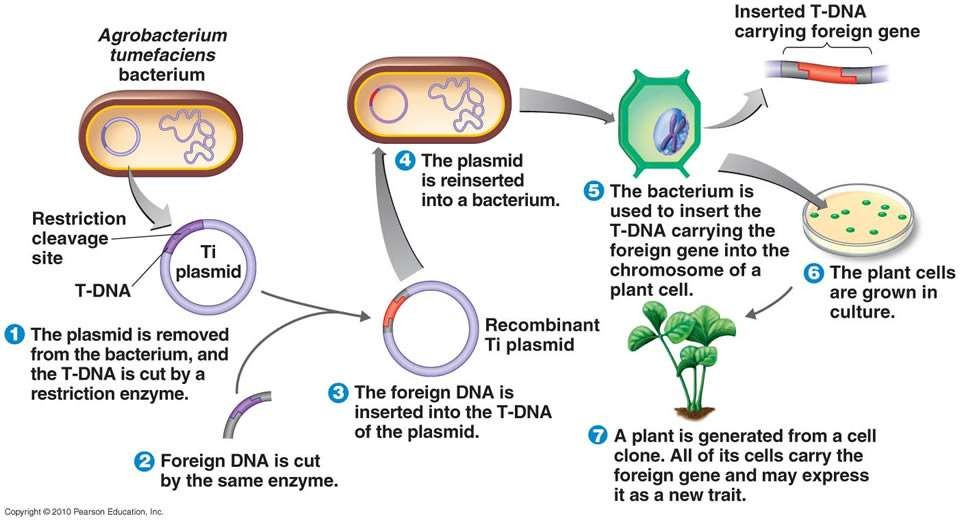 Agrobacterium
tumefaciens
bacterium
Restriction
cleavage
site
T-DNA
Ti
plasmid
1 The plasmid is removed
from the bacterium, and
the T-DNA is cut by a
restriction enzyme.
2 Foreign DNA is cut
by the same enzyme.
Recombinant
Ti plasmid
3 The foreign DNA is
inserted into the T-DNA
of the plasmid.
4 The plasmid
is reinserted
into a bacterium.
Inserted T-DNA
carrying foreign gene
5 The bacterium is
used to insert the
T-DNA carrying the
foreign gene into the
chromosome of a
plant cell.
6 The plant cells
are grown in
culture.
7 A plant is generated from a cell
clone. All of its cells carry the
foreign gene and may express
it as a new trait.
Copyright © 2010 Pearson Education, Inc.